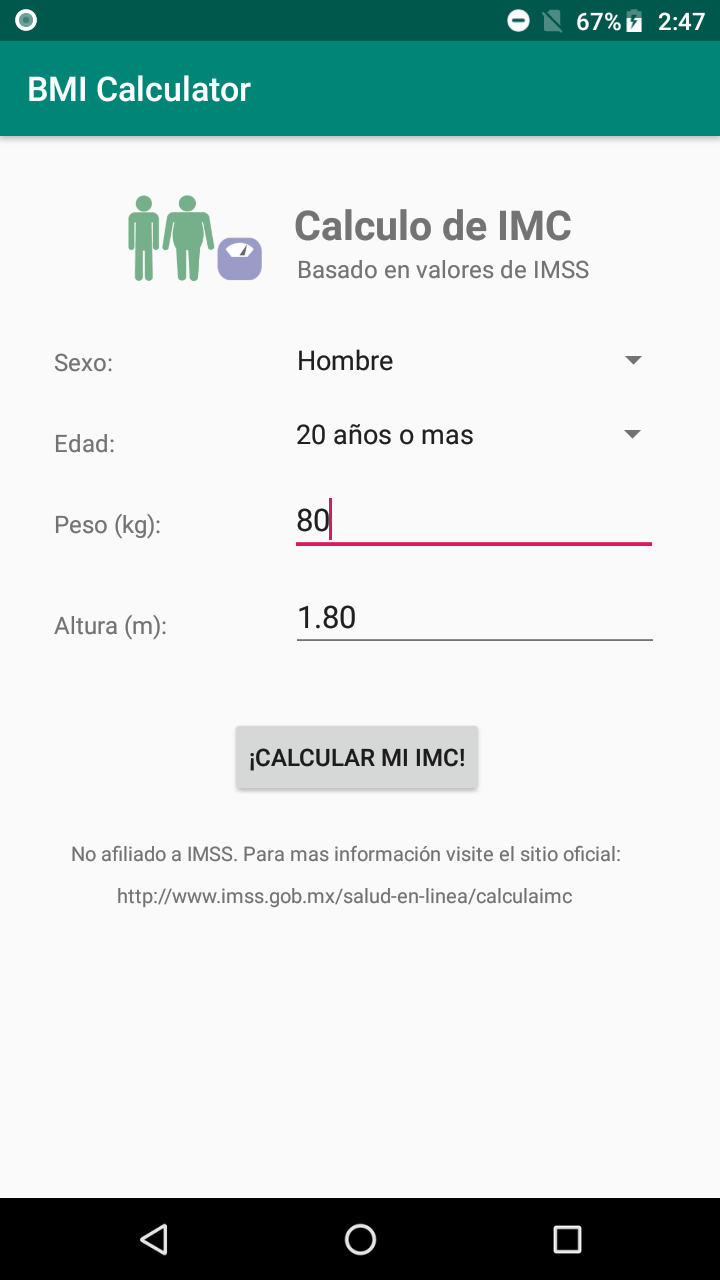 67% 2:47
BMI Calculator
Calculo de IMC
Basado en valores de IMSS
Sexo: Hombre
Edad: 20 años o mas
Peso (kg): 80
Altura (m): 1.80
¡CALCULAR MI IMC!
No afiliado a IMSS. Para mas información visite el sitio oficial:
http://www.imss.gob.mx/salud-en-linea/calculaimc